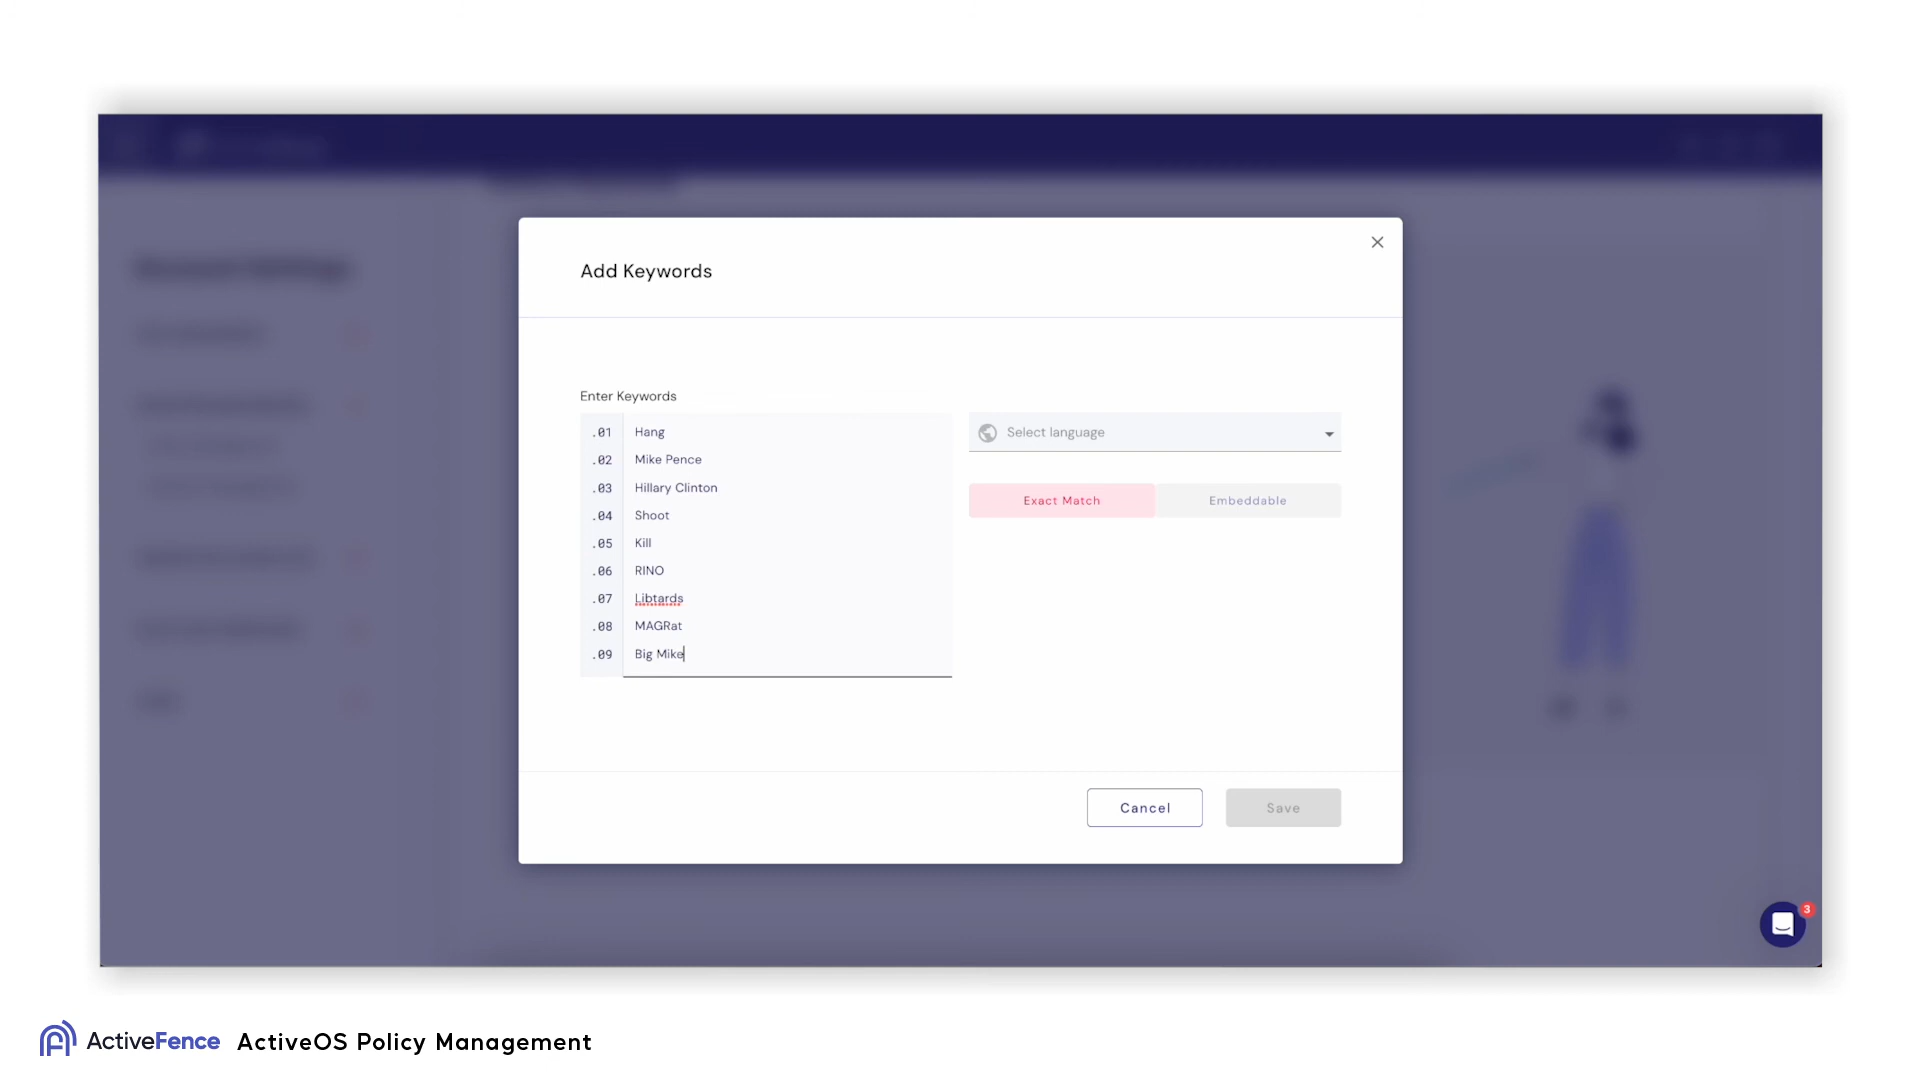 Add Keywords
Enter Keywords
.01 Hang
.02 Mike Pence
.03 Hillary Clinton
.04 Shoot
.05 Kill
.06 RINO
.07 Libtards
.08 MAGRat
.09 Big Mike
Select language
Exact Match Embeddable
Cancel Save
3
ActiveFence ActiveOS Policy Management